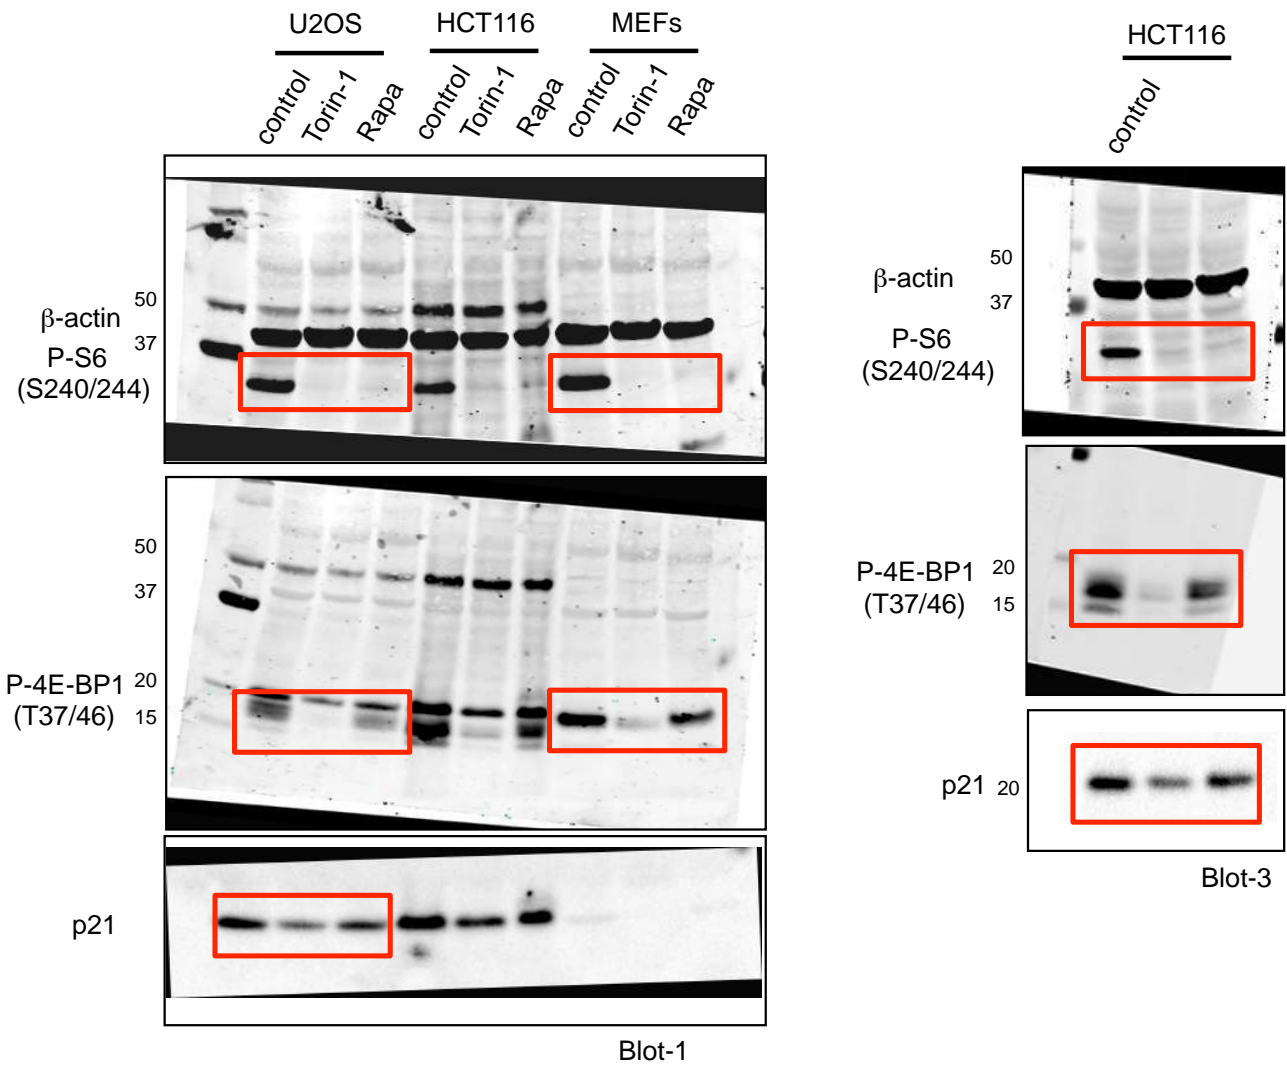 U2OS HCT116 MEFs
control Torin-1 Rapa control Torin-1 Rapa control Torin-1 Rapa
β-actin
P-S6
(S240/244)
50
37
P-4E-BP1
(T37/46)
50
37
20
15
p21
Blot-1
HCT116
control
β-actin
P-S6
(S240/244)
50
37
P-4E-BP1
(T37/46)
20
15
p21 20
Blot-3